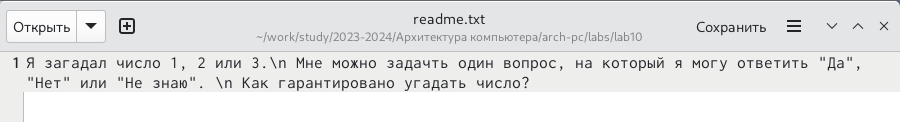 Открыть
readme.txt
~/work/study/2023-2024/Архитектура компьютера/arch-pc/labs/lab10
Сохранить
1 Я загадал число 1, 2 или 3.\n Мне можно задачть один вопрос, на который я могу ответить "Да",
"Нет" или "Не знаю". \n Как гарантировано угадать число?